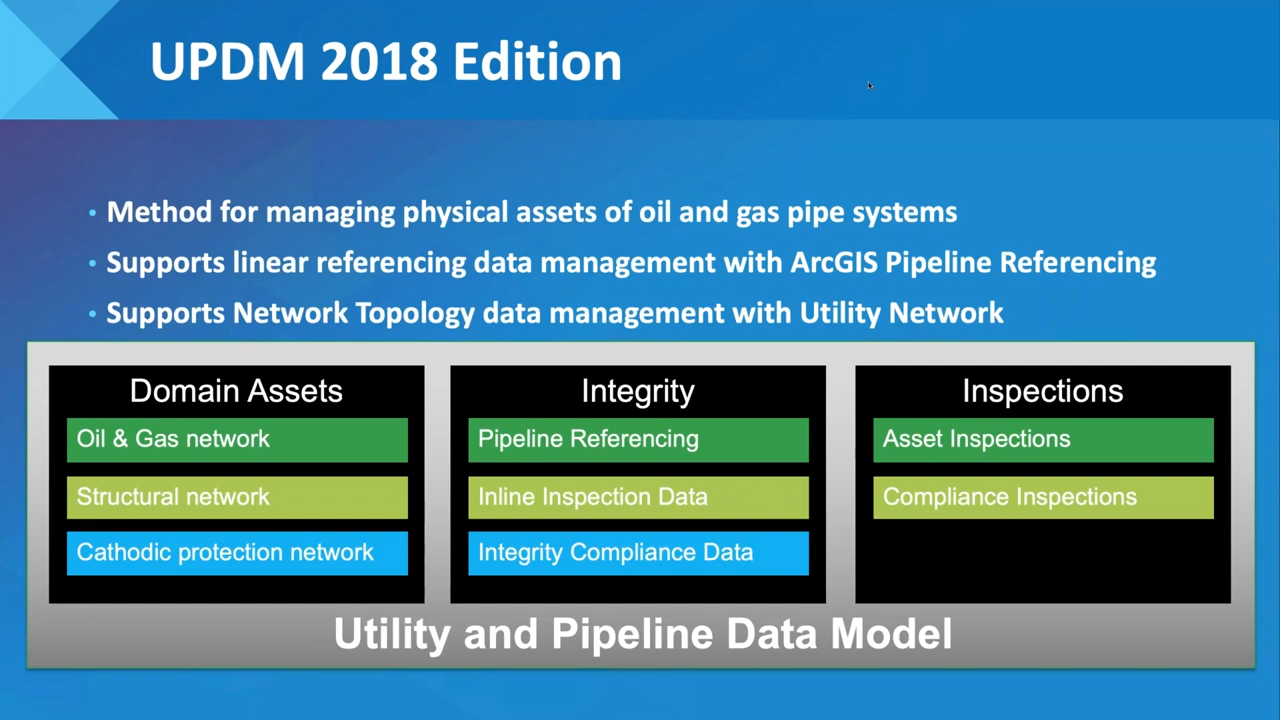 UPDM 2018 Edition
• Method for managing physical assets of oil and gas pipe systems
• Supports linear referencing data management with ArcGIS Pipeline Referencing
• Supports Network Topology data management with Utility Network
Domain Assets
Oil & Gas network
Structural network
Cathodic protection network
Integrity
Pipeline Referencing
Inline Inspection Data
Integrity Compliance Data
Inspections
Asset Inspections
Compliance Inspections
Utility and Pipeline Data Model